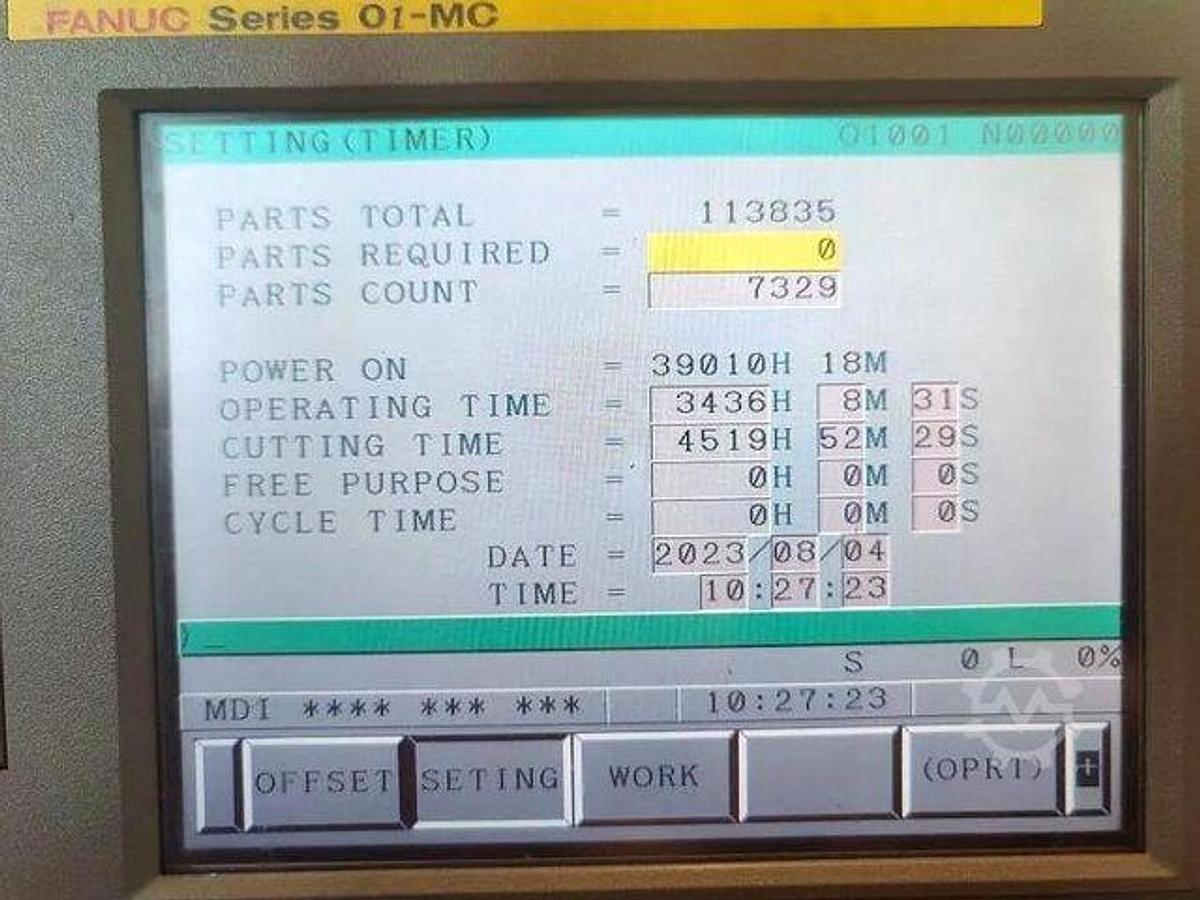 FANUC Series 0i-MC
SETTING(TIMER) O1001 N00000
PARTS TOTAL = 113835
PARTS REQUIRED = 0
PARTS COUNT = 7329
POWER ON = 39010H 18M
OPERATING TIME = 3436H 8M 31S
CUTTING TIME = 4519H 52M 29S
FREE PURPOSE = 0H 0M 0S
CYCLE TIME = 0H 0M 0S
DATE = 2023/08/04
TIME = 10:27:23
) _
S 0 L 0%
MDI **** *** *** 10:27:23
OFFSET SETING WORK (OPRT) +